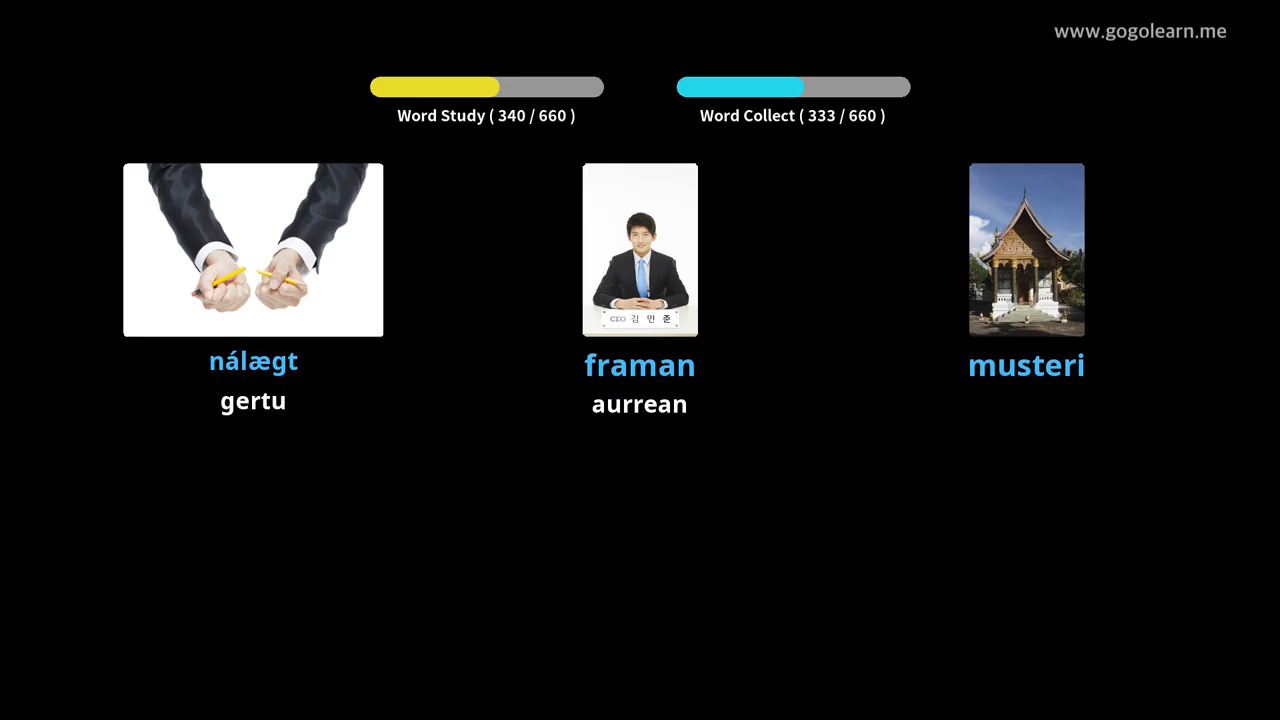 www.gogolearn.me
Word Study ( 340 / 660 )
Word Collect ( 333 / 660 )
CEO 김 민 준
nálægt
framan
musteri
gertu
aurrean